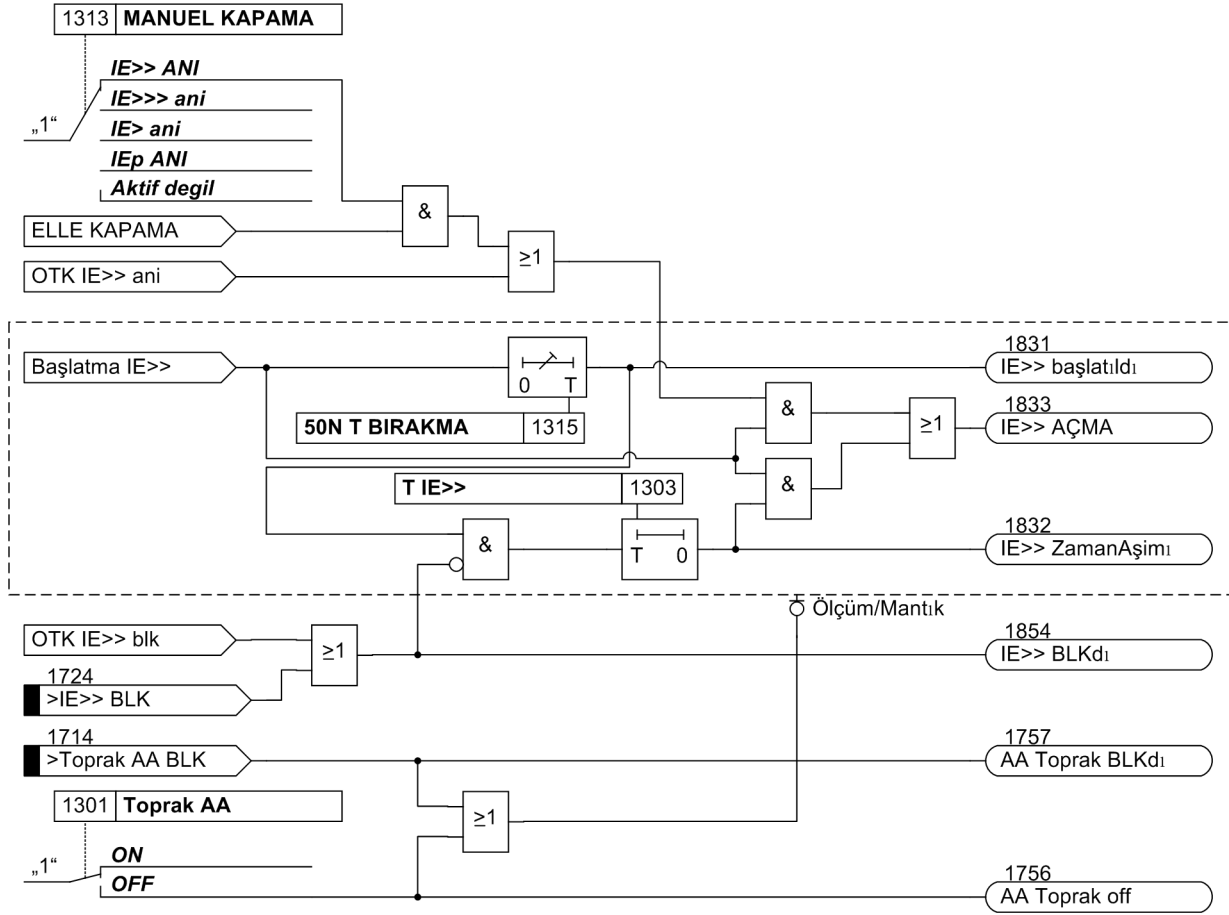 1313 MANUEL KAPAMA
IE>> ANI
IE>>> ani
„1“
IE> ani
IEp ANI
Aktif degil
&
ELLE KAPAMA
≥1
OTK IE>> ani
Başlatma IE>>
0 T
1831
IE>> başlatıldı
50N T BIRAKMA 1315
&
≥1
1833
IE>> AÇMA
T IE>> 1303
&
&
T 0
1832
IE>> ZamanAşimı
Ölçüm/Mantık
OTK IE>> blk
≥1
1854
IE>> BLKdı
1724
>IE>> BLK
1714
>Toprak AA BLK
1757
AA Toprak BLKdı
1301 Toprak AA
≥1
ON
„1“
OFF
1756
AA Toprak off